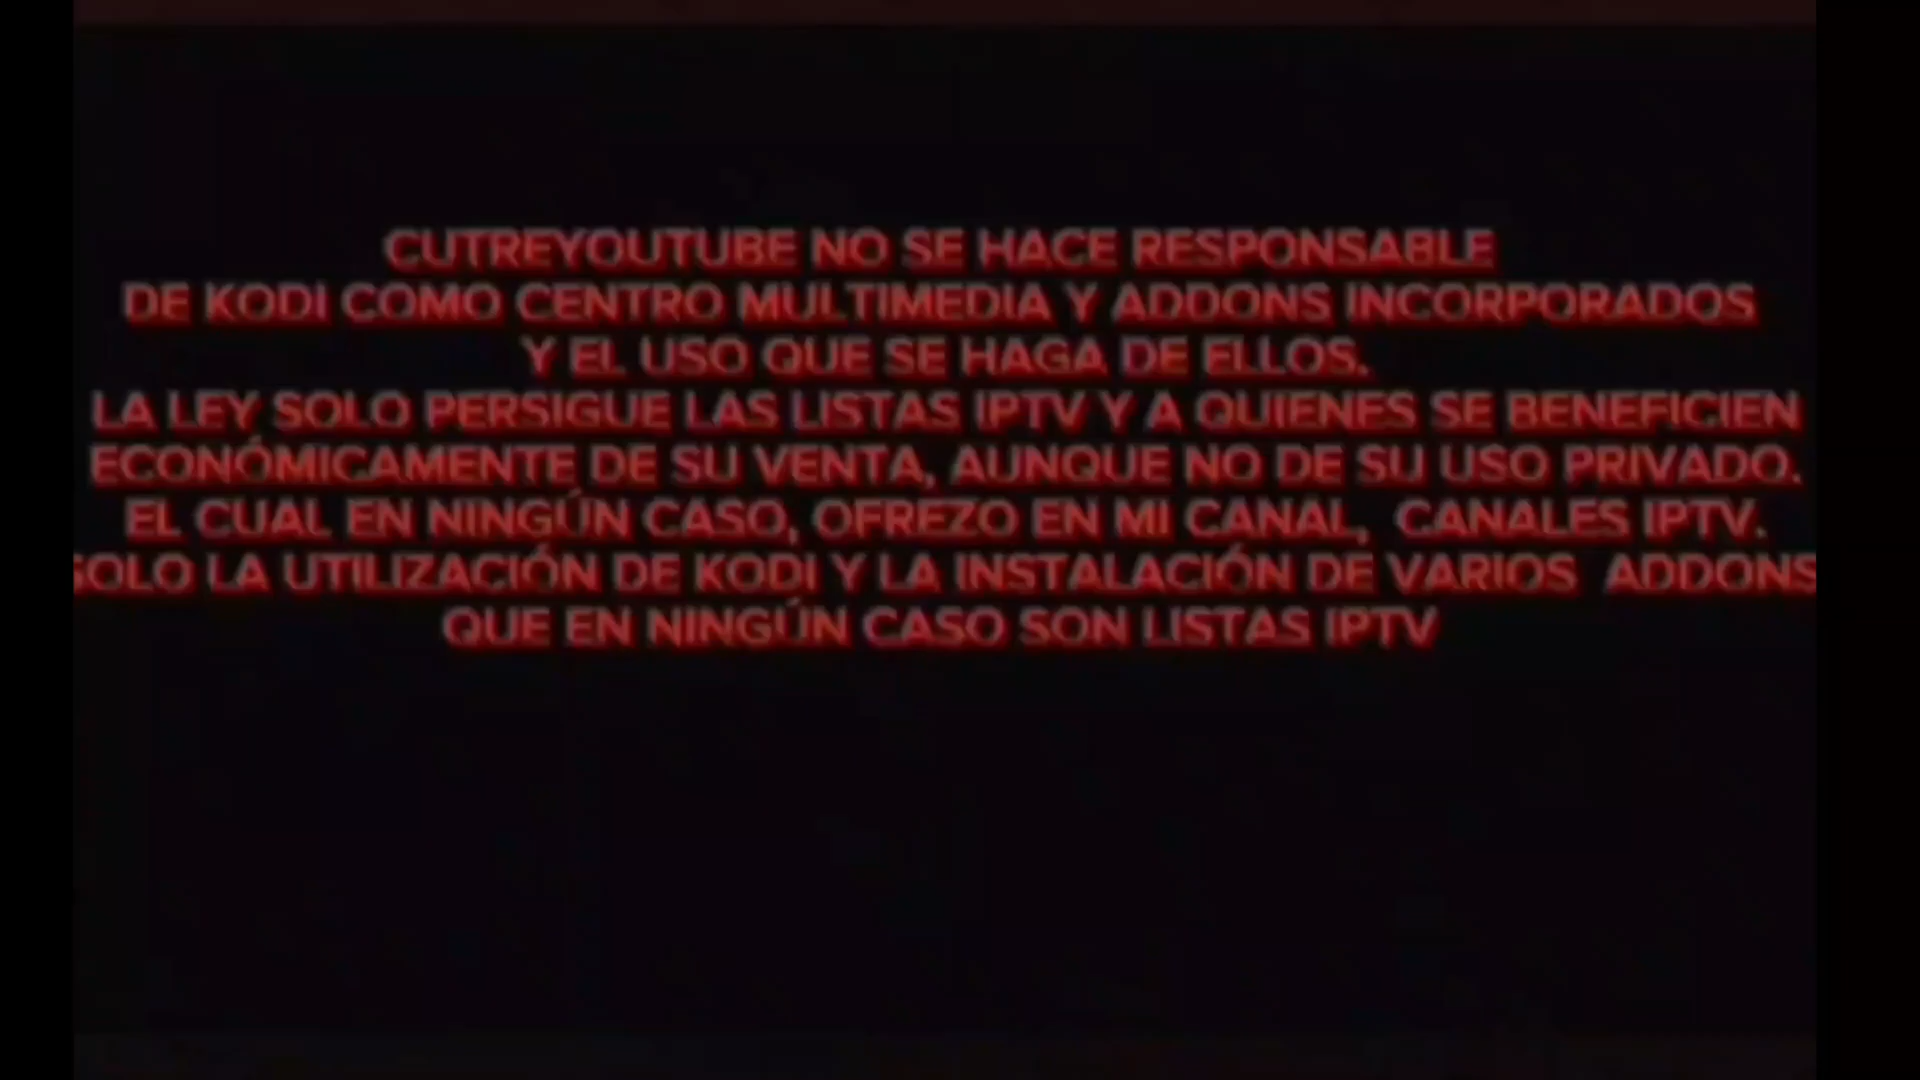 CUTREYOUTUBE NO SE HACE RESPONSABLE
DE KODI COMO CENTRO MULTIMEDIA Y ADDONS INCORPORADOS
Y EL USO QUE SE HAGA DE ELLOS.
LA LEY SOLO PERSIGUE LAS LISTAS IPTV Y A QUIENES SE BENEFICIEN
ECONÓMICAMENTE DE SU VENTA, AUNQUE NO DE SU USO PRIVADO.
EL CUAL EN NINGÚN CASO, OFREZO EN MI CANAL, CANALES IPTV.
SOLO LA UTILIZACIÓN DE KODI Y LA INSTALACIÓN DE VARIOS ADDONS
QUE EN NINGÚN CASO SON LISTAS IPTV